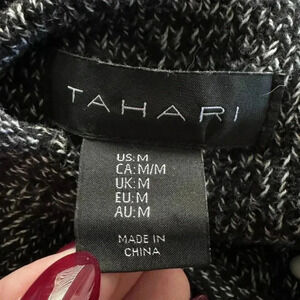 TAHARI
US: M
CA: M/M
UK: M
EU: M
AU: M
MADE IN
CHINA